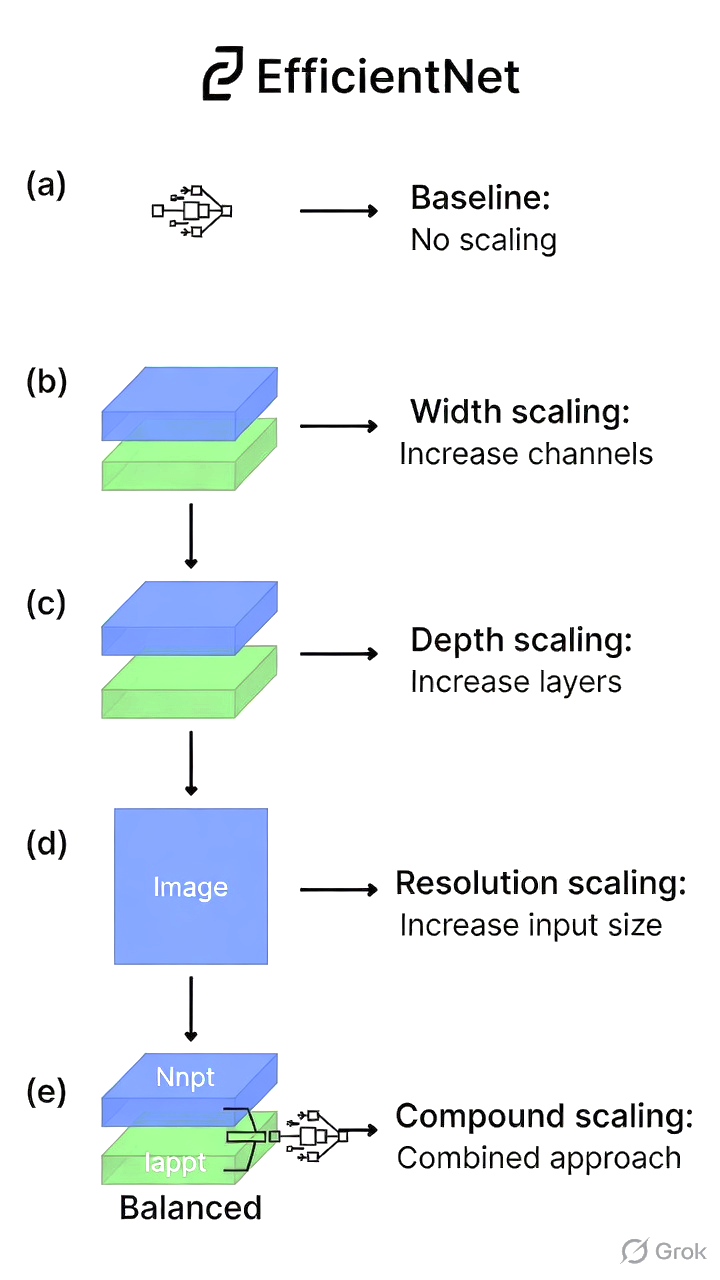 EfficientNet
(a)
Baseline:
No scaling
(b)
Width scaling:
Increase channels
(c)
Depth scaling:
Increase layers
(d)
Image
Resolution scaling:
Increase input size
(e)
Nnpt
Iappt
Balanced
Compound scaling:
Combined approach
Grok